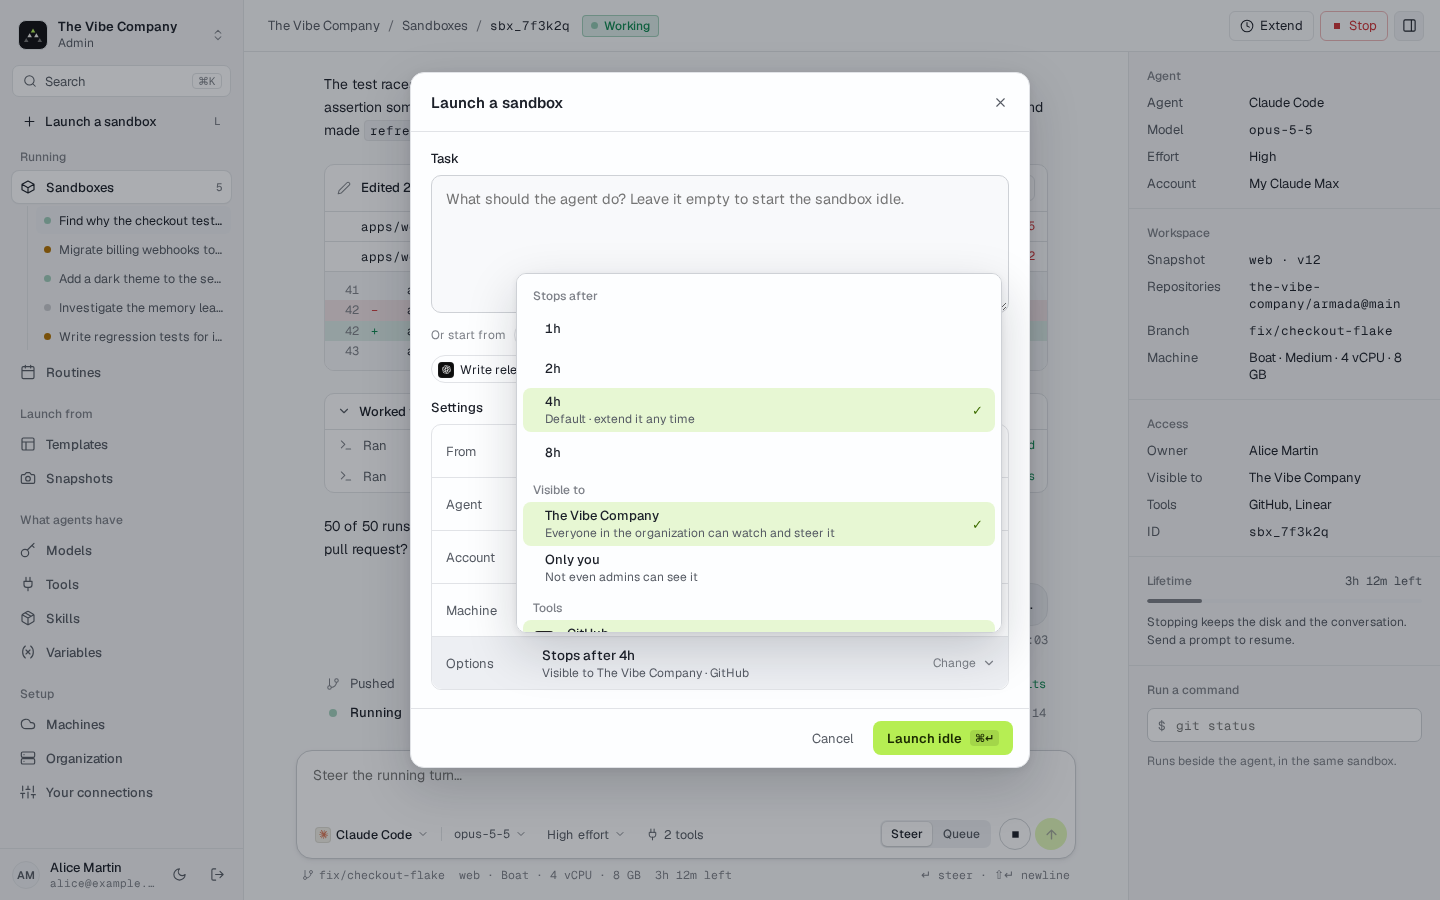 The Vibe Company
Admin
Search ⌘K
Launch a sandbox L
Running
Sandboxes 5
Find why the checkout test...
Migrate billing webhooks to...
Add a dark theme to the se...
Investigate the memory lea...
Write regression tests for i...
Routines
Launch from
Templates
Snapshots
What agents have
Models
Tools
Skills
Variables
Setup
Machines
Organization
Your connections
AM
Alice Martin
alice@example....
The Vibe Company / Sandboxes / sbx_7f3k2q Working
Extend Stop
The test race
assertion som
made refre
Edited 2
apps/w
apps/w
41
42 −
42 +
43
Worked
Ran
Ran
50 of 50 runs
pull request?
Pushed
Running
Launch a sandbox
Task
What should the agent do? Leave it empty to start the sandbox idle.
Or start from
Write rele
Settings
From
Agent
Account
Machine
Options
Stops after 4h
Visible to The Vibe Company · GitHub
Change
Stops after
1h
2h
4h
Default · extend it any time ✓
8h
Visible to
The Vibe Company
Everyone in the organization can watch and steer it ✓
Only you
Not even admins can see it
Tools
GitHub
Cancel
Launch idle ⌘↵
Steer the running turn...
Claude Code opus-5-5 High effort 2 tools
Steer Queue
fix/checkout-flake web · Boat · 4 vCPU · 8 GB 3h 12m left
↵ steer · ⇧↵ newline
Agent
Agent Claude Code
Model opus-5-5
Effort High
Account My Claude Max
Workspace
Snapshot web · v12
Repositories the-vibe-
company/armada@main
Branch fix/checkout-flake
Machine Boat · Medium · 4 vCPU · 8
GB
Access
Owner Alice Martin
Visible to The Vibe Company
Tools GitHub, Linear
ID sbx_7f3k2q
Lifetime 3h 12m left
Stopping keeps the disk and the conversation.
Send a prompt to resume.
Run a command
$ git status
Runs beside the agent, in the same sandbox.